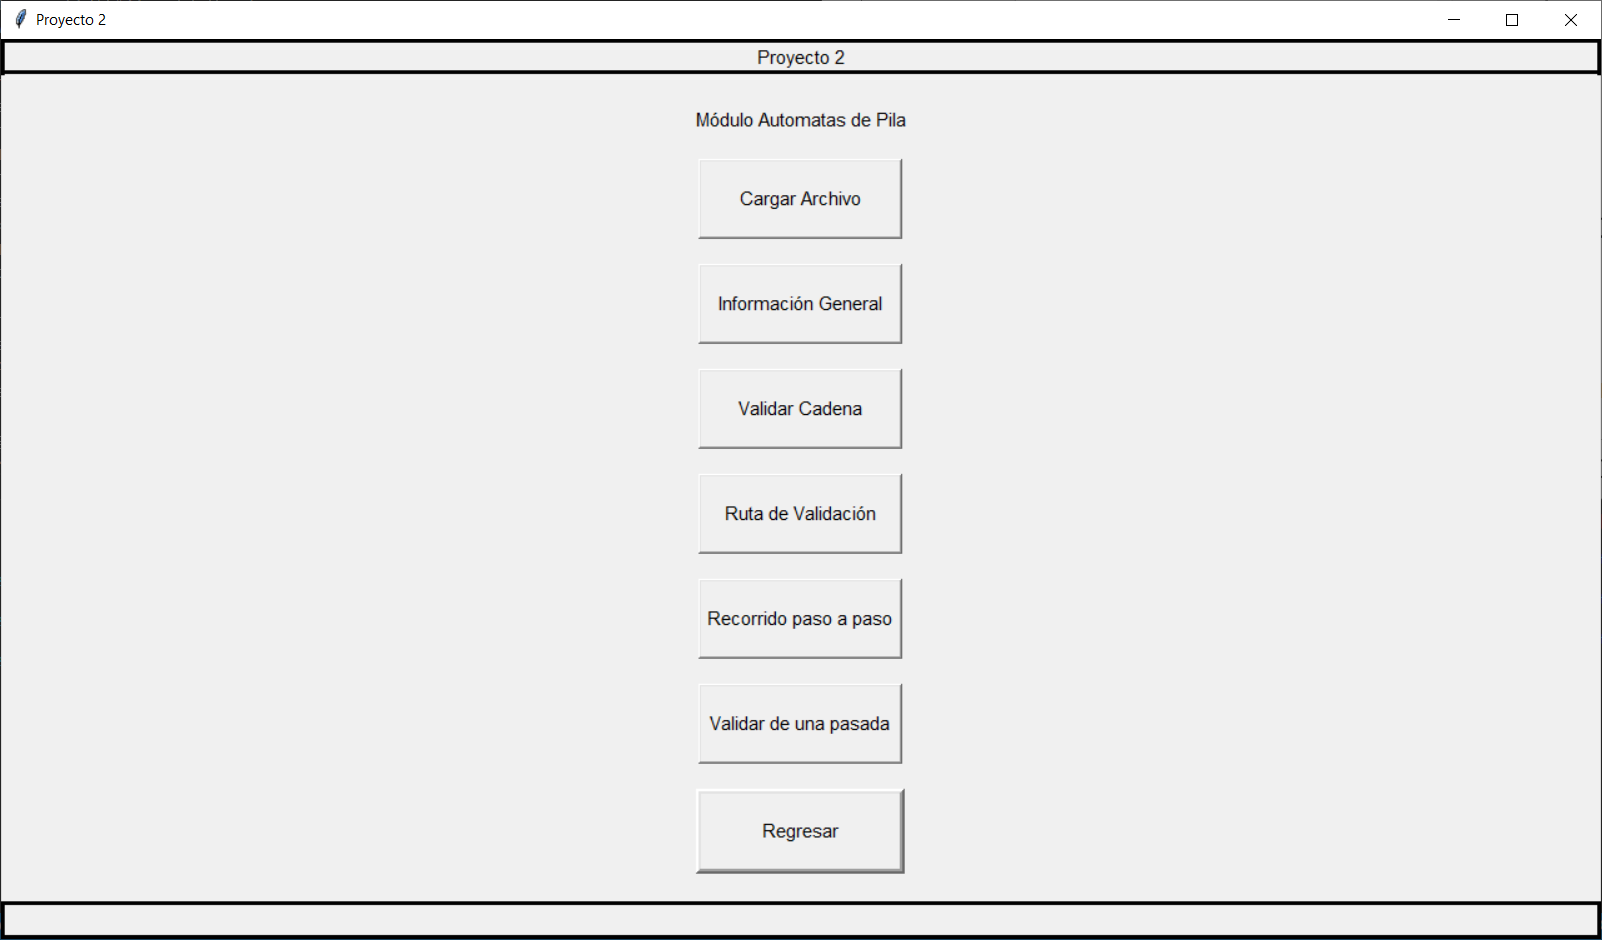 Proyecto 2
Proyecto 2
Módulo Automatas de Pila
Cargar Archivo
Información General
Validar Cadena
Ruta de Validación
Recorrido paso a paso
Validar de una pasada
Regresar